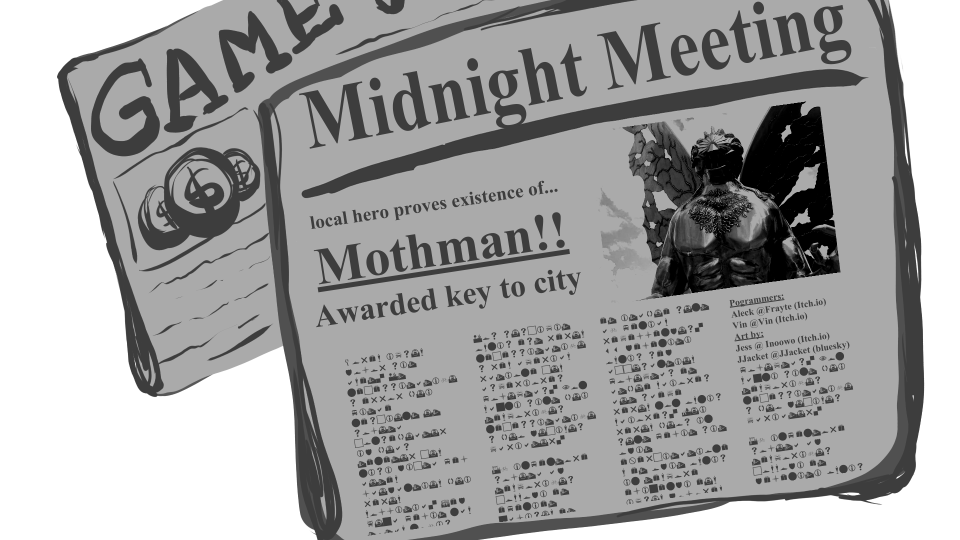 GAME
Midnight Meeting
local hero proves existence of...
Mothman!!
Awarded key to city
Pogrammers:
Aleck @Frayte (Itch.io)
Vin @Vin (Itch.io)
Art by:
Jess @ Inoowo (Itch.io)
JJacket @JJacket (bluesky)